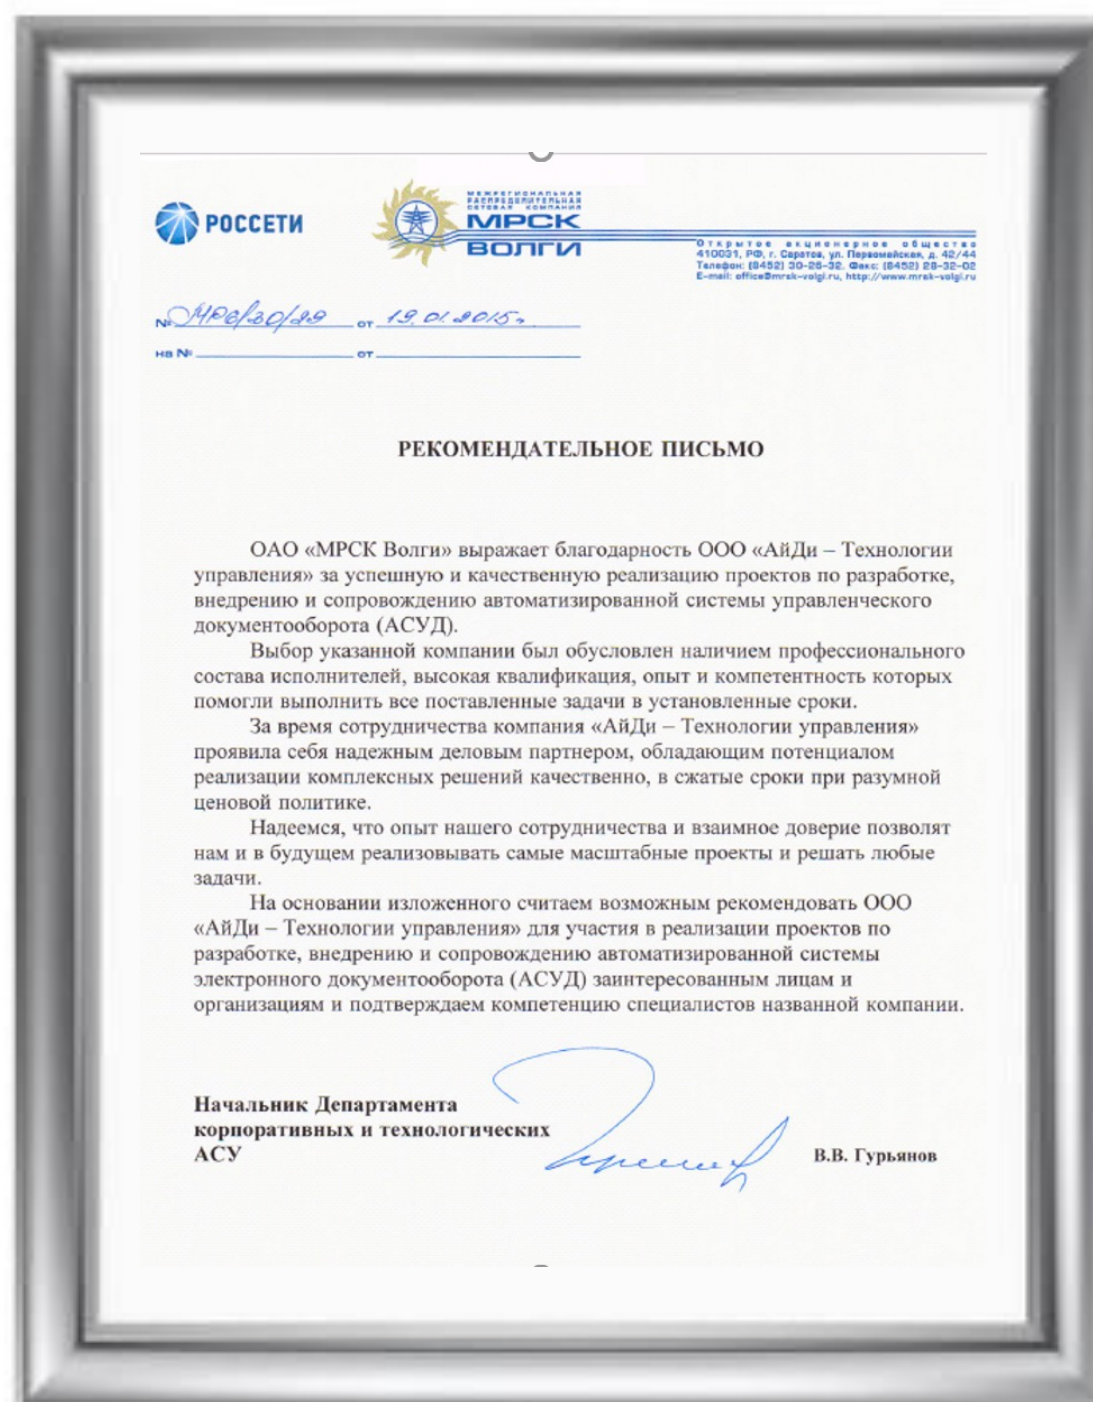 РОССЕТИ
МЕЖРЕГИОНАЛЬНАЯ
РАСПРЕДЕЛИТЕЛЬНАЯ
СЕТЕВАЯ КОМПАНИЯ
МРСК
ВОЛГИ
Открытое акционерное общество
410031, РФ, г. Саратов, ул. Первомайская, д. 42/44
Телефон: (8452) 30-26-32. Факс: (8452) 28-32-02
E-mail: office@mrsk-volgi.ru, http://www.mrsk-volgi.ru
№ МР6/30/29 от 19.01.2015г
на № от
РЕКОМЕНДАТЕЛЬНОЕ ПИСЬМО
ОАО «МРСК Волги» выражает благодарность ООО «АйДи – Технологии
управления» за успешную и качественную реализацию проектов по разработке,
внедрению и сопровождению автоматизированной системы управленческого
документооборота (АСУД).
Выбор указанной компании был обусловлен наличием профессионального
состава исполнителей, высокая квалификация, опыт и компетентность которых
помогли выполнить все поставленные задачи в установленные сроки.
За время сотрудничества компания «АйДи – Технологии управления»
проявила себя надежным деловым партнером, обладающим потенциалом
реализации комплексных решений качественно, в сжатые сроки при разумной
ценовой политике.
Надеемся, что опыт нашего сотрудничества и взаимное доверие позволят
нам и в будущем реализовывать самые масштабные проекты и решать любые
задачи.
На основании изложенного считаем возможным рекомендовать ООО
«АйДи – Технологии управления» для участия в реализации проектов по
разработке, внедрению и сопровождению автоматизированной системы
электронного документооборота (АСУД) заинтересованным лицам и
организациям и подтверждаем компетенцию специалистов названной компании.
Начальник Департамента
корпоративных и технологических
АСУ В.В. Гурьянов